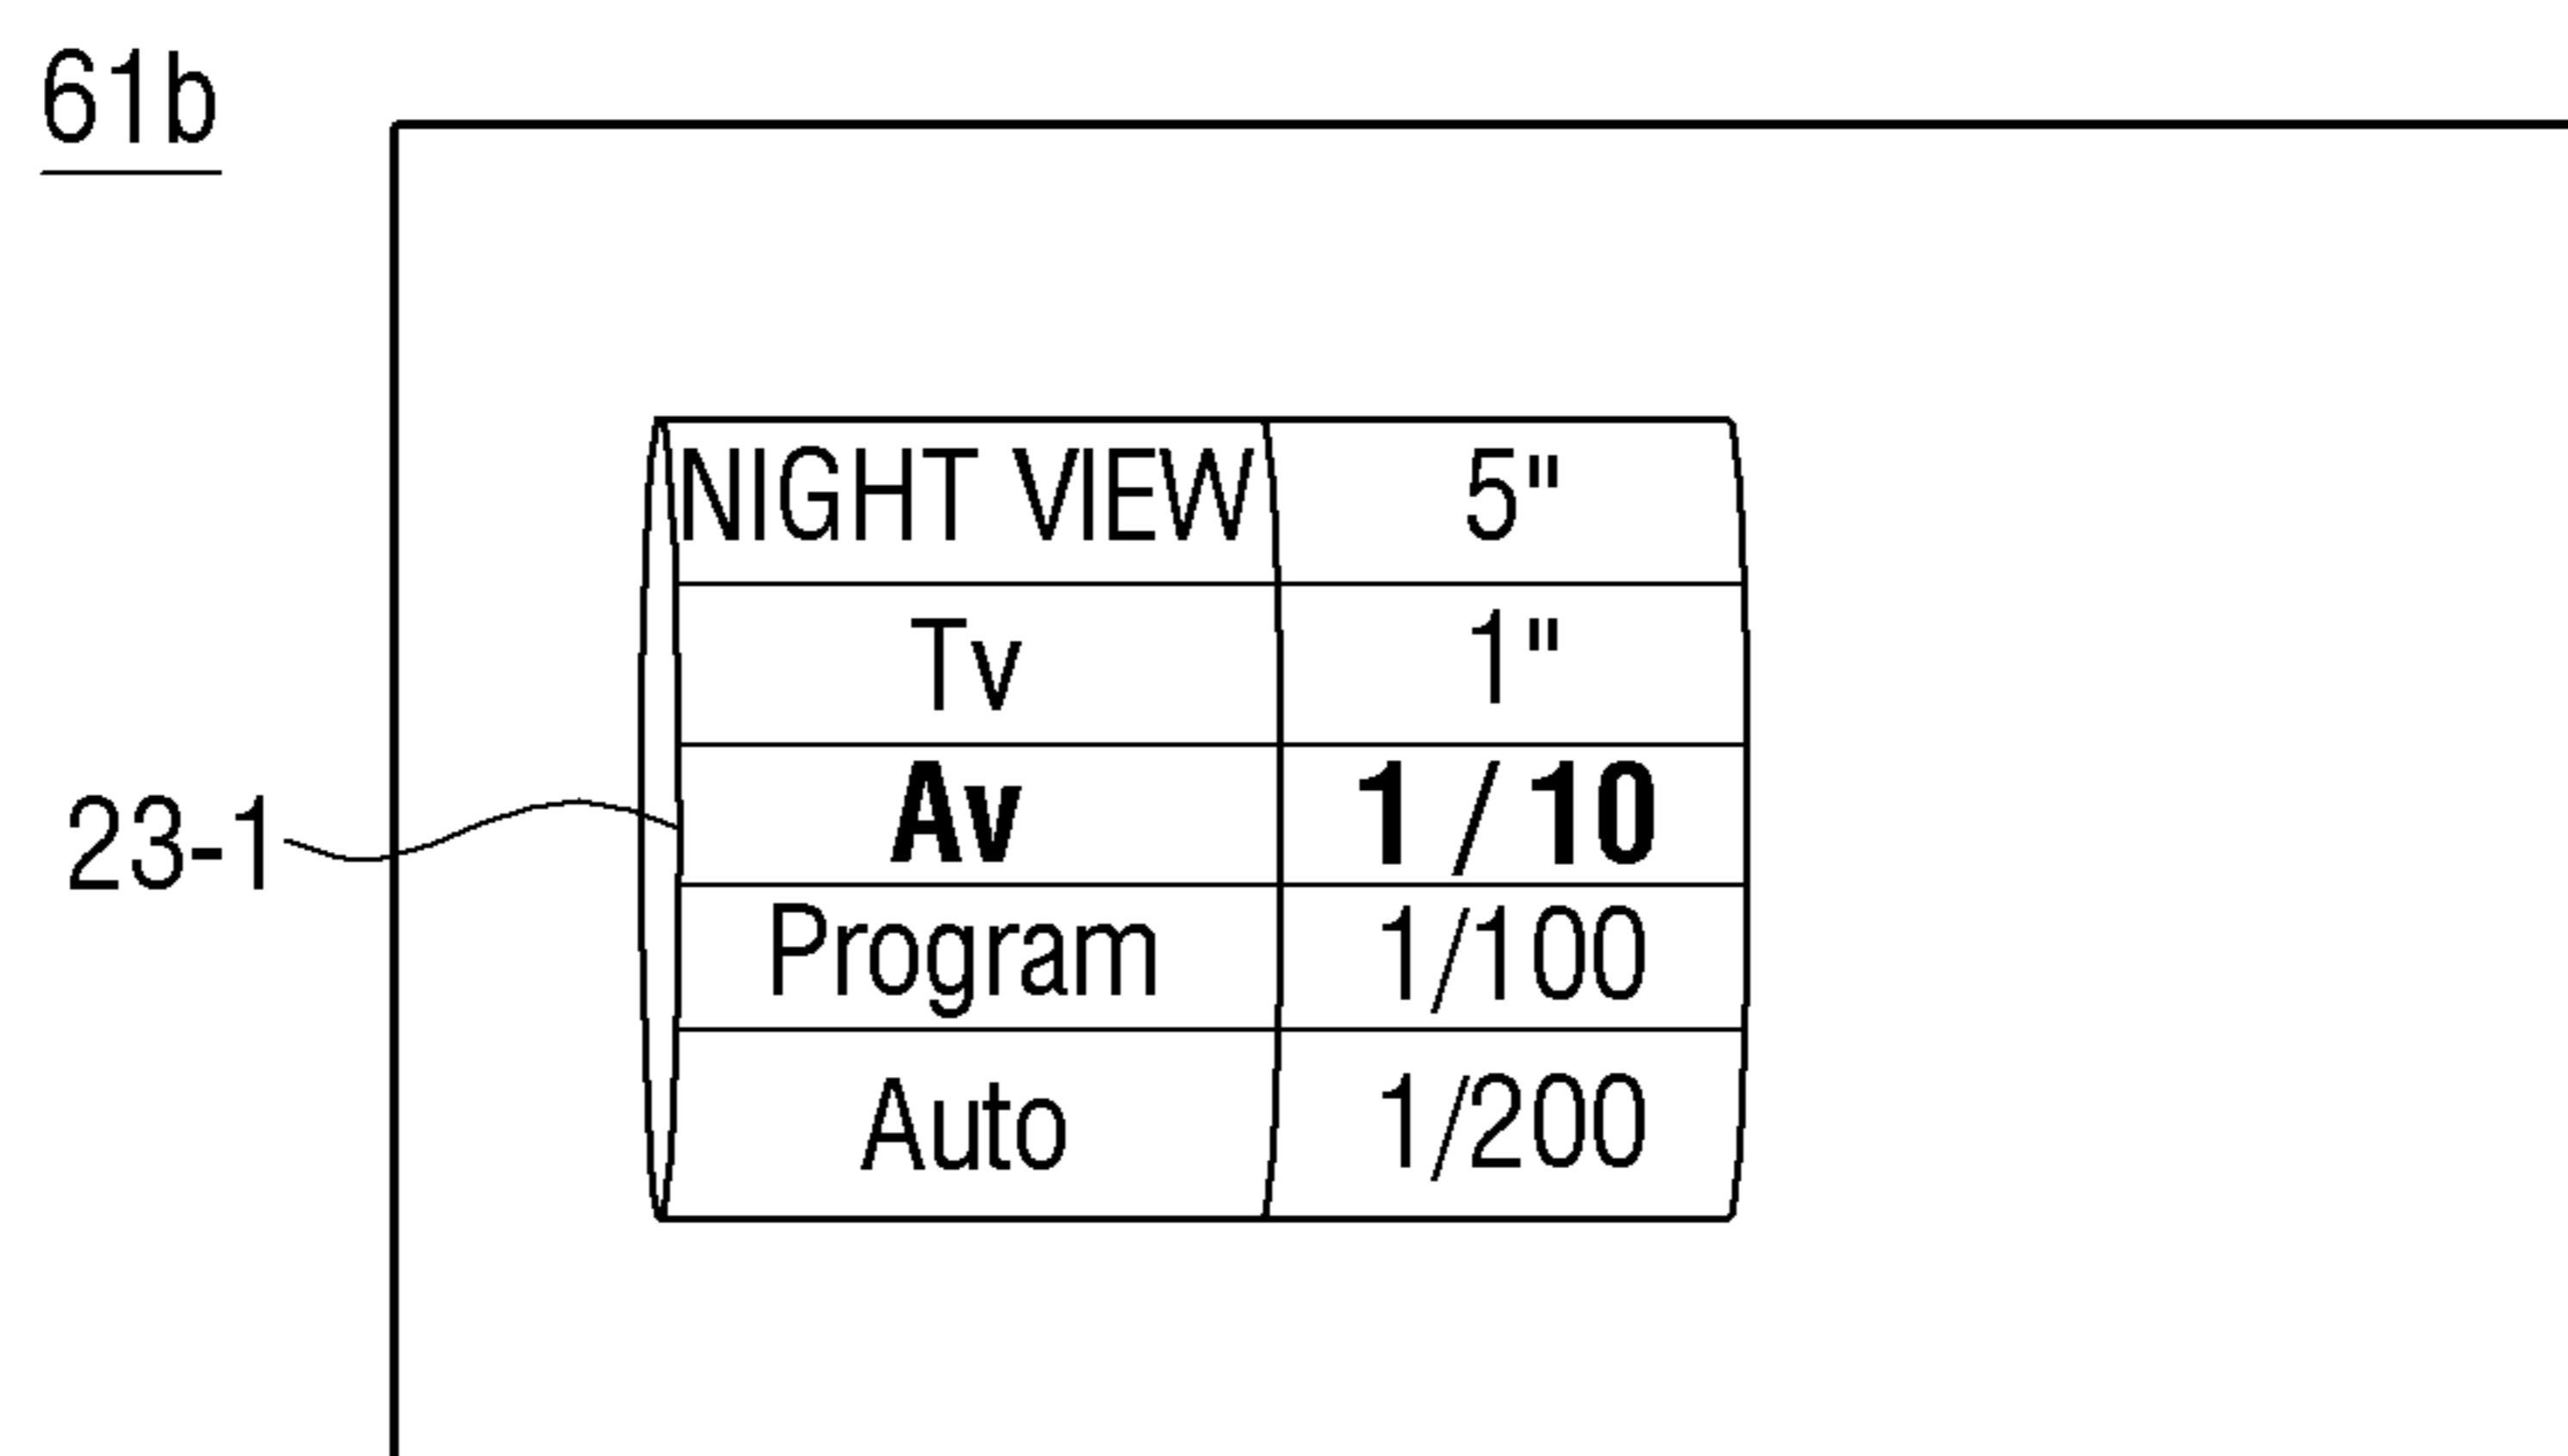 61b
NIGHT VIEW 5"
Tv 1"
Av 1/10
23-1
Program 1/100
Auto 1/200